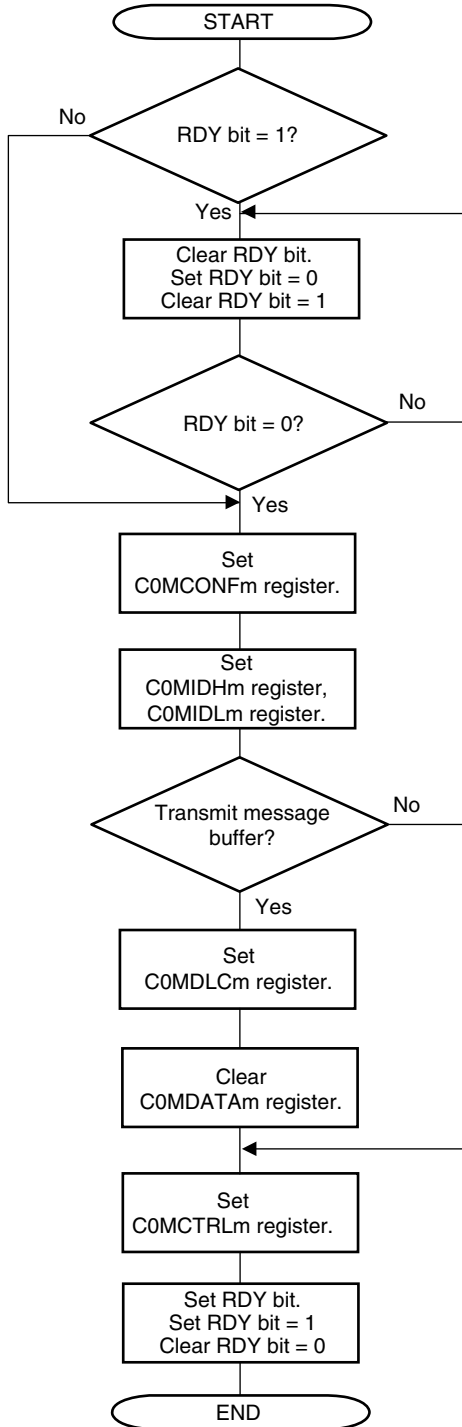 START
No
RDY bit = 1?
Yes
Clear RDY bit.
Set RDY bit = 0
Clear RDY bit = 1
RDY bit = 0?
No
Yes
Set
C0MCONFm register.
Set
C0MIDHm register,
C0MIDLm register.
Transmit message
buffer?
No
Yes
Set
C0MDLCm register.
Clear
C0MDATAm register.
Set
C0MCTRLm register.
Set RDY bit.
Set RDY bit = 1
Clear RDY bit = 0
END